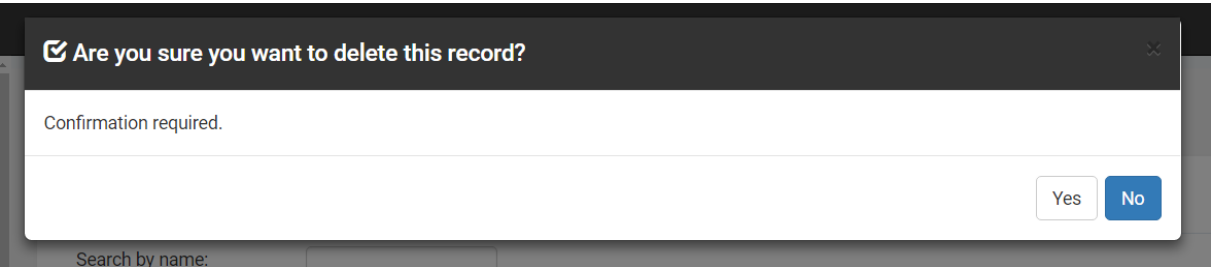 Are you sure you want to delete this record?
×
Confirmation required.
Yes No
Search by name: